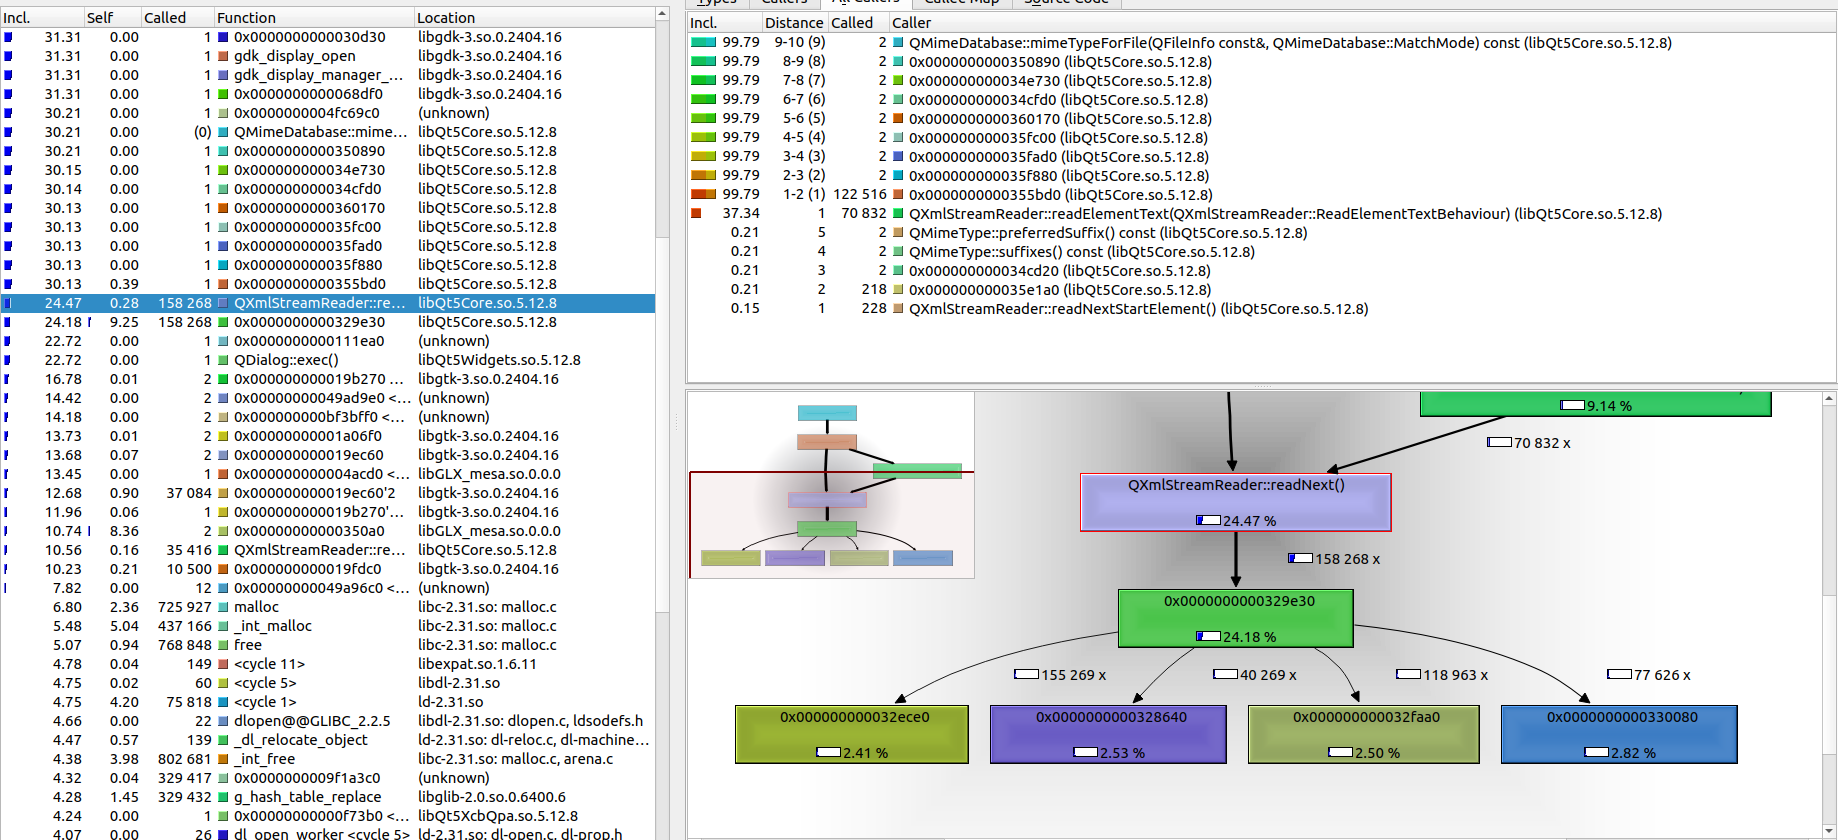 Incl. Self Called Function Location
31.31 0.00 1 0x0000000000030d30 libgdk-3.so.0.2404.16
31.31 0.00 1 gdk_display_open libgdk-3.so.0.2404.16
31.31 0.00 1 gdk_display_manager_... libgdk-3.so.0.2404.16
31.31 0.00 1 0x0000000000068df0 libgdk-3.so.0.2404.16
30.21 0.00 1 0x000000004fc69c0 (unknown)
30.21 0.00 (0) QMimeDatabase::mime... libQt5Core.so.5.12.8
30.21 0.00 1 0x0000000000350890 libQt5Core.so.5.12.8
30.15 0.00 1 0x000000000034e730 libQt5Core.so.5.12.8
30.14 0.00 1 0x000000000034cfd0 libQt5Core.so.5.12.8
30.13 0.00 1 0x0000000000360170 libQt5Core.so.5.12.8
30.13 0.00 1 0x000000000035fc00 libQt5Core.so.5.12.8
30.13 0.00 1 0x000000000035fad0 libQt5Core.so.5.12.8
30.13 0.00 1 0x000000000035f880 libQt5Core.so.5.12.8
30.13 0.39 1 0x0000000000355bd0 libQt5Core.so.5.12.8
24.47 0.28 158 268 QXmlStreamReader::re... libQt5Core.so.5.12.8
24.18 9.25 158 268 0x0000000000329e30 libQt5Core.so.5.12.8
22.72 0.00 1 0x0000000000111ea0 (unknown)
22.72 0.00 1 QDialog::exec() libQt5Widgets.so.5.12.8
16.78 0.01 2 0x000000000019b270 ... libgtk-3.so.0.2404.16
14.42 0.00 2 0x00000000049ad9e0 <... (unknown)
14.18 0.00 2 0x000000000bf3bff0 <... (unknown)
13.73 0.01 2 0x00000000001a06f0 libgtk-3.so.0.2404.16
13.68 0.07 2 0x000000000019ec60 libgtk-3.so.0.2404.16
13.45 0.00 1 0x000000000004acd0 <... libGLX_mesa.so.0.0.0
12.68 0.90 37 084 0x000000000019ec60'2 libgtk-3.so.0.2404.16
11.96 0.06 1 0x000000000019b270'... libgtk-3.so.0.2404.16
10.74 8.36 2 0x00000000000350a0 libGLX_mesa.so.0.0.0
10.56 0.16 35 416 QXmlStreamReader::re... libQt5Core.so.5.12.8
10.23 0.21 10 500 0x000000000019fdc0 libgtk-3.so.0.2404.16
7.82 0.00 12 0x00000000049a96c0 <... (unknown)
6.80 2.36 725 927 malloc libc-2.31.so: malloc.c
5.48 5.04 437 166 _int_malloc libc-2.31.so: malloc.c
5.07 0.94 768 848 free libc-2.31.so: malloc.c
4.78 0.04 149 <cycle 11> libexpat.so.1.6.11
4.75 0.02 60 <cycle 5> libdl-2.31.so
4.75 4.20 75 818 <cycle 1> ld-2.31.so
4.66 0.00 22 dlopen@@GLIBC_2.2.5 libdl-2.31.so: dlopen.c, ldsodefs.h
4.47 0.57 139 _dl_relocate_object ld-2.31.so: dl-reloc.c, dl-machine...
4.38 3.98 802 681 _int_free libc-2.31.so: malloc.c, arena.c
4.32 0.04 329 417 0x0000000009f1a3c0 (unknown)
4.28 1.45 329 432 g_hash_table_replace libglib-2.0.so.0.6400.6
4.24 0.00 1 0x00000000000f73b0 <... libQt5XcbQpa.so.5.12.8
4.07 0.00 26 dl_open_worker <cycle 5> ld-2.31.so: dl-open.c, dl-prop.h
Types Callers All Callers Callee Map Source Code
Incl. Distance Called Caller
99.79 9-10 (9) 2 QMimeDatabase::mimeTypeForFile(QFileInfo const&, QMimeDatabase::MatchMode) const (libQt5Core.so.5.12.8)
99.79 8-9 (8) 2 0x0000000000350890 (libQt5Core.so.5.12.8)
99.79 7-8 (7) 2 0x000000000034e730 (libQt5Core.so.5.12.8)
99.79 6-7 (6) 2 0x000000000034cfd0 (libQt5Core.so.5.12.8)
99.79 5-6 (5) 2 0x0000000000360170 (libQt5Core.so.5.12.8)
99.79 4-5 (4) 2 0x000000000035fc00 (libQt5Core.so.5.12.8)
99.79 3-4 (3) 2 0x000000000035fad0 (libQt5Core.so.5.12.8)
99.79 2-3 (2) 2 0x000000000035f880 (libQt5Core.so.5.12.8)
99.79 1-2 (1) 122 516 0x0000000000355bd0 (libQt5Core.so.5.12.8)
37.34 1 70 832 QXmlStreamReader::readElementText(QXmlStreamReader::ReadElementTextBehaviour) (libQt5Core.so.5.12.8)
0.21 5 2 QMimeType::preferredSuffix() const (libQt5Core.so.5.12.8)
0.21 4 2 QMimeType::suffixes() const (libQt5Core.so.5.12.8)
0.21 3 2 0x000000000034cd20 (libQt5Core.so.5.12.8)
0.21 2 218 0x000000000035e1a0 (libQt5Core.so.5.12.8)
0.15 1 228 QXmlStreamReader::readNextStartElement() (libQt5Core.so.5.12.8)
9.14 %
70 832 x
QXmlStreamReader::readNext()
24.47 %
158 268 x
0x0000000000329e30
24.18 %
155 269 x 40 269 x 118 963 x 77 626 x
0x000000000032ece0 0x0000000000328640 0x000000000032faa0 0x0000000000330080
2.41 % 2.53 % 2.50 % 2.82 %